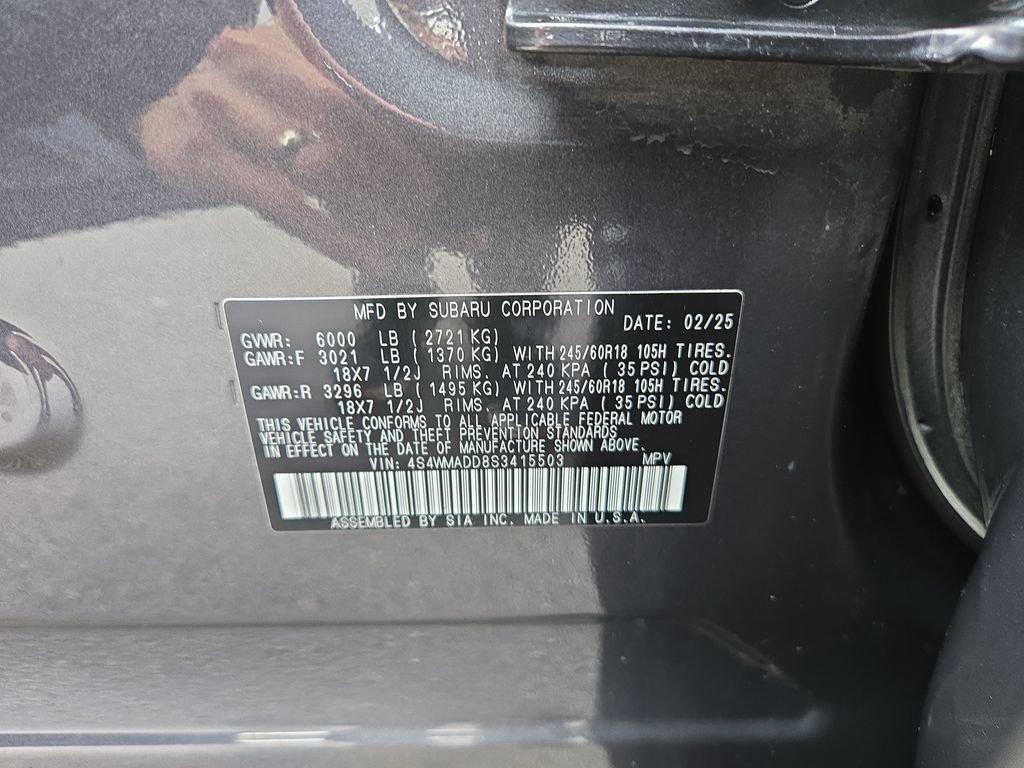 MFD BY SUBARU CORPORATION
DATE: 02/25
GVWR: 6000 LB ( 2721 KG)
GAWR:F 3021 LB ( 1370 KG) WITH 245/60R18 105H TIRES.
18X7 1/2J RIMS. AT 240 KPA ( 35 PSI) COLD
GAWR:R 3296 LB ( 1495 KG) WITH 245/60R18 105H TIRES.
18X7 1/2J RIMS. AT 240 KPA ( 35 PSI) COLD
THIS VEHICLE CONFORMS TO ALL APPLICABLE FEDERAL MOTOR
VEHICLE SAFETY AND THEFT PREVENTION STANDARDS
IN EFFECT ON THE DATE OF MANUFACTURE SHOWN ABOVE.
VIN: 4S4WMADD8S3415503 MPV
ASSEMBLED BY SIA INC. MADE IN U.S.A.